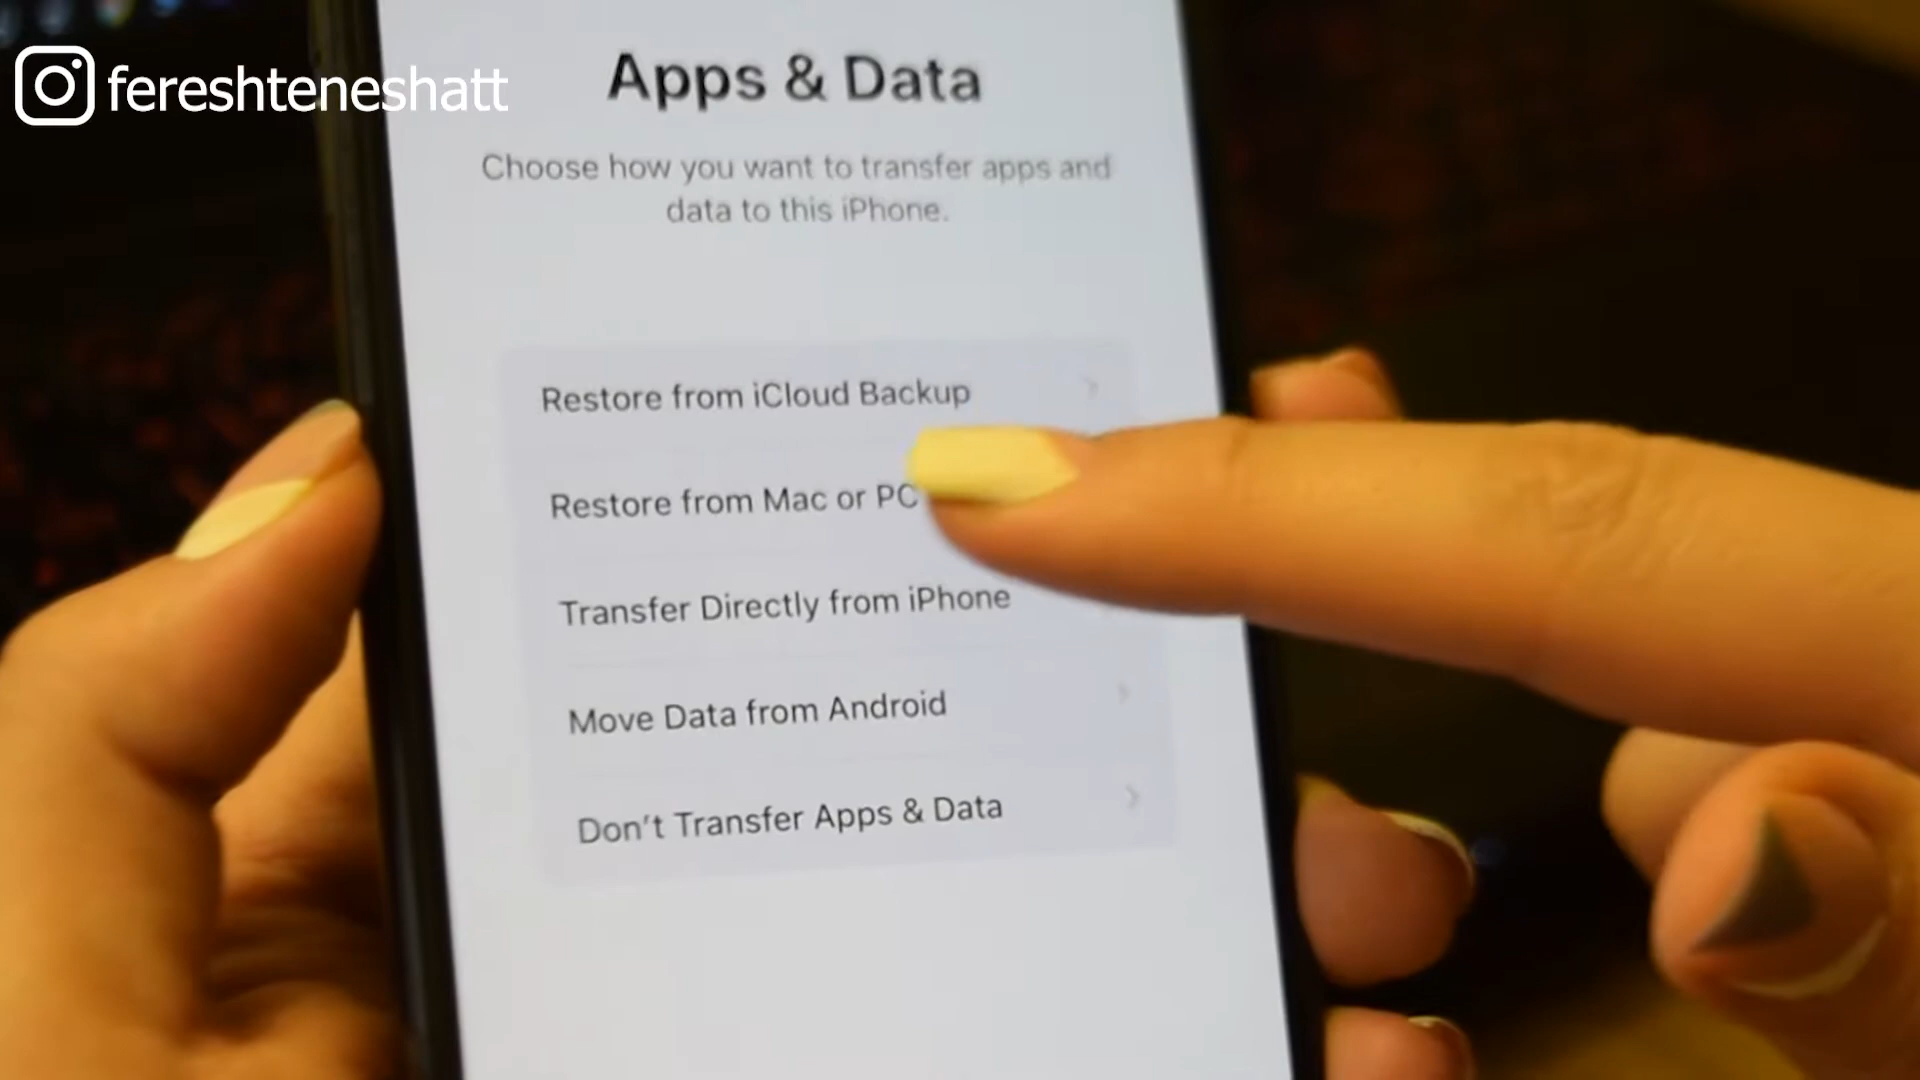 fereshteneshatt
Apps & Data
Choose how you want to transfer apps and
data to this iPhone.
Restore from iCloud Backup
Restore from Mac or PC
Transfer Directly from iPhone
Move Data from Android
Don't Transfer Apps & Data